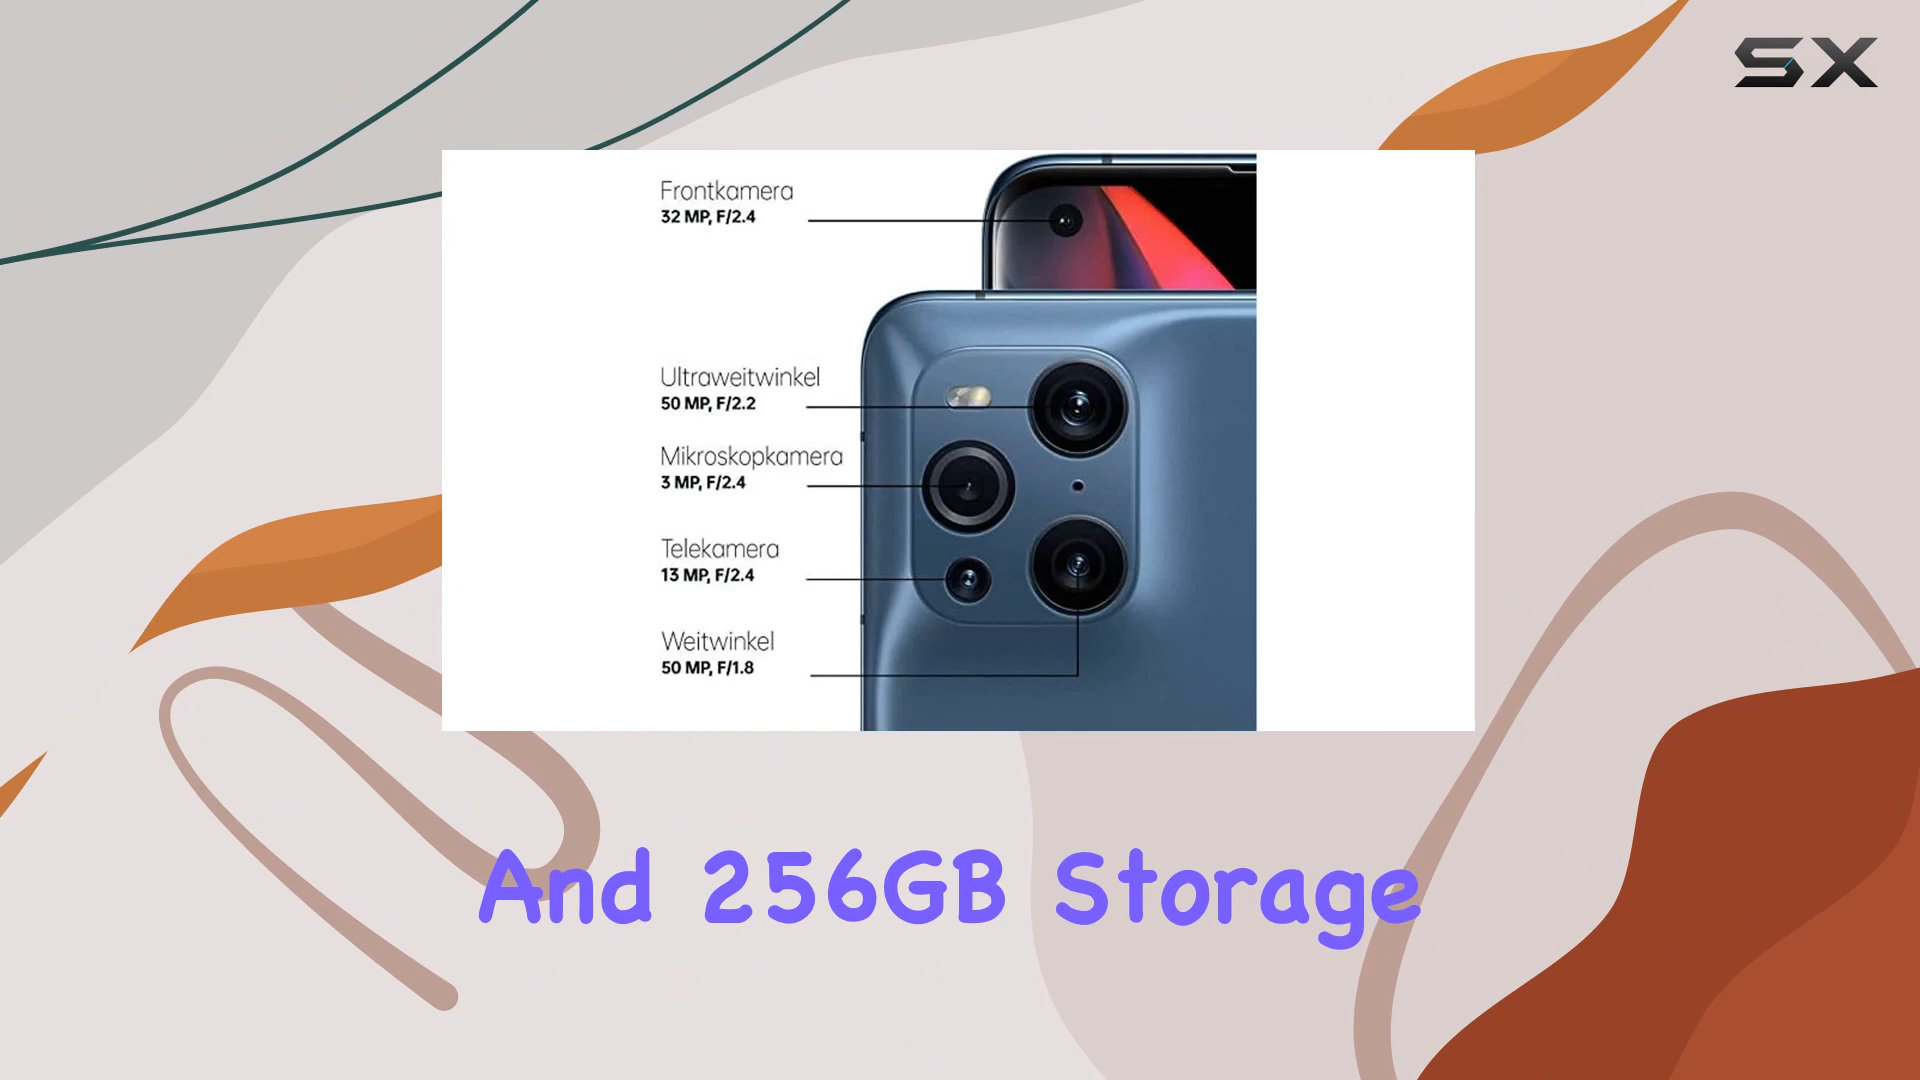 SX
Frontkamera
32 MP, F/2.4
Ultraweitwinkel
50 MP, F/2.2
Mikroskopkamera
3 MP, F/2.4
Telekamera
13 MP, F/2.4
Weitwinkel
50 MP, F/1.8
And 256GB Storage